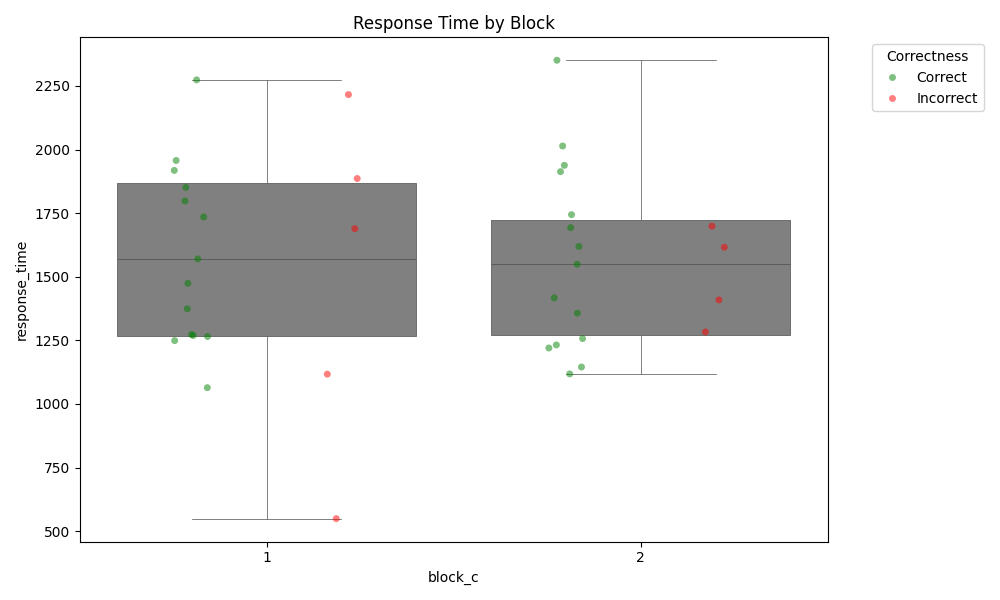 Response Time by Block
Correctness
Correct
Incorrect
response_time
2250
2000
1750
1500
1250
1000
750
500
1
2
block_c